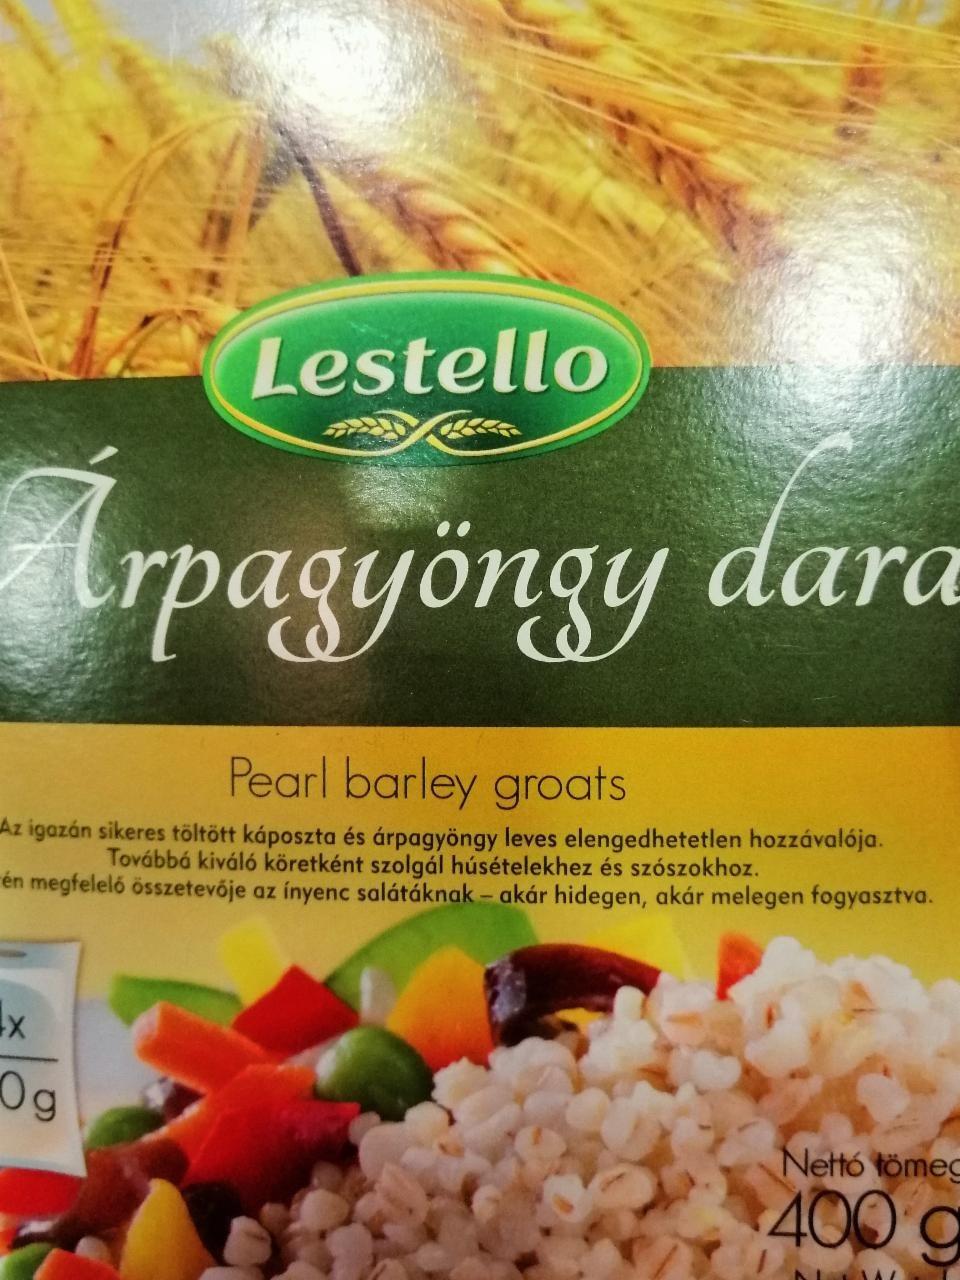 Lestello
Árpagyöngy dara
Pearl barley groats
Az igazán sikeres töltött káposzta és árpagyöngy leves elengedhetetlen hozzávalója.
Továbbá kiváló köretként szolgál húsételekhez és szószokhoz.
megfelelő összetevője az ínyenc salátáknak – akár hidegen, akár melegen fogyasztva.
4x
0g
Nettó tömeg
400 g